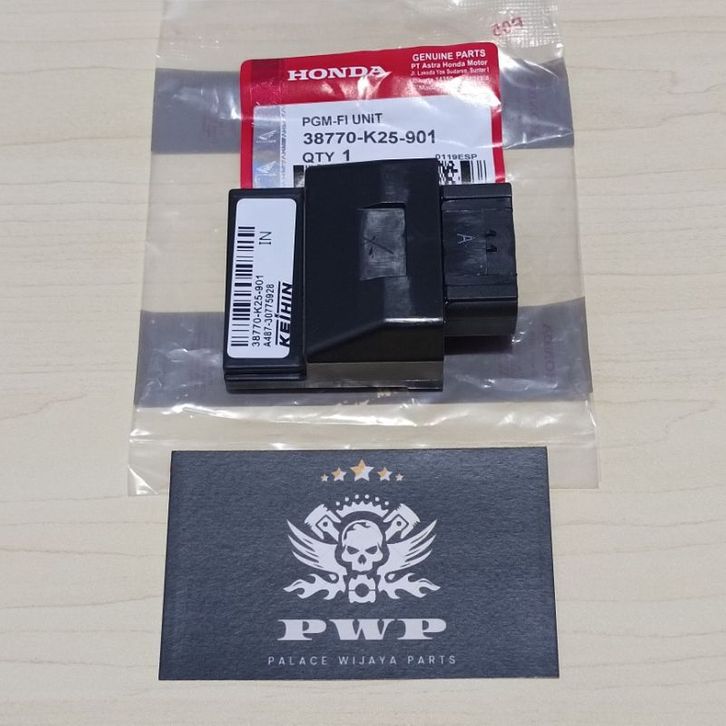 HONDA
GENUINE PARTS
PT Astra Honda Motor
PGM-FI UNIT
38770-K25-901
QTY 1
0119ESP
38770-K25-901
A487-30775928
IN
KEIHIN
A
PWP
PALACE WIJAYA PARTS